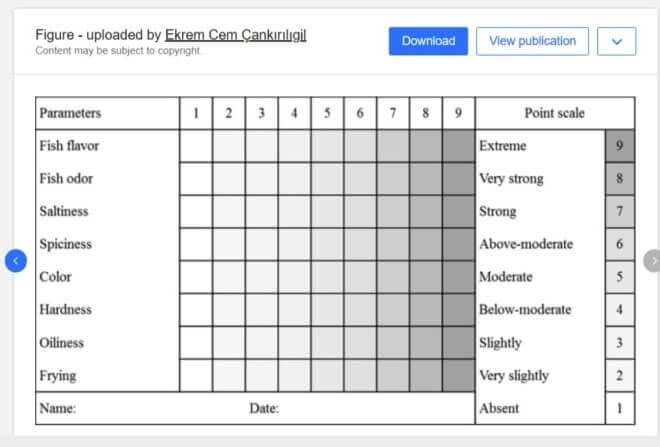 Figure - uploaded by Ekrem Cem Çankırılıgil
Content may be subject to copyright.
Download
View publication
Parameters 1 2 3 4 5 6 7 8 9 Point scale
Fish flavor Extreme 9
Fish odor Very strong 8
Saltiness Strong 7
Spiciness Above-moderate 6
Color Moderate 5
Hardness Below-moderate 4
Oiliness Slightly 3
Frying Very slightly 2
Name: Date: Absent 1